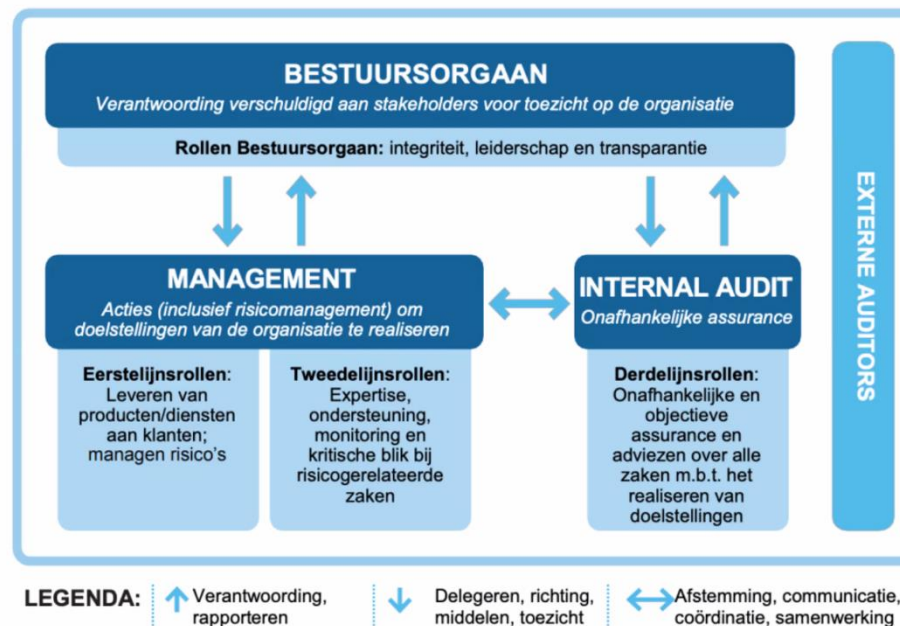 BESTUURSORGAAN
Verantwoording verschuldigd aan stakeholders voor toezicht op de organisatie
Rollen Bestuursorgaan: integriteit, leiderschap en transparantie
MANAGEMENT
Acties (inclusief risicomanagement) om
doelstellingen van de organisatie te realiseren
Eerstelijnsrollen:
Leveren van
producten/diensten
aan klanten;
managen risico's
Tweedelijnsrollen:
Expertise,
ondersteuning,
monitoring en
kritische blik bij
risicogerelateerde
zaken
INTERNAL AUDIT
Onafhankelijke assurance
Derdelijnsrollen:
Onafhankelijke en
objectieve
assurance en
adviezen over alle
zaken m.b.t. het
realiseren van
doelstellingen
EXTERNE AUDITORS
LEGENDA:
Verantwoording,
rapporteren
Delegeren, richting,
middelen, toezicht
Afstemming, communicatie,
coördinatie, samenwerking